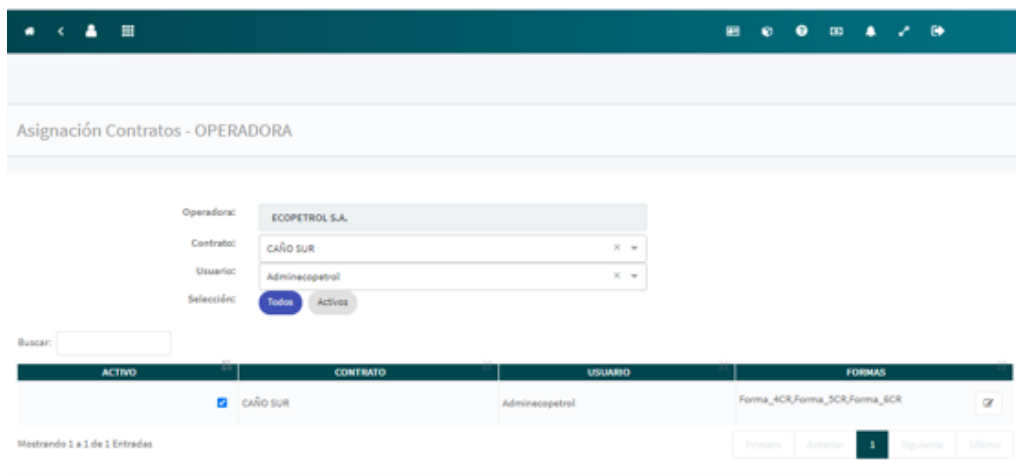 Asignación Contratos - OPERADORA
Operadora: ECOPETROL S.A.
Contrato: CAÑO SUR
Usuario: Adminecopetrol
Selección: Todos Activos
Buscar:
ACTIVO CONTRATO USUARIO FORMAS
CAÑO SUR Adminecopetrol Forma_4CR,Forma_5CR,Forma_6CR
Mostrando 1 a 1 de 1 Entradas Primero Anterior 1 Siguiente Ultimo